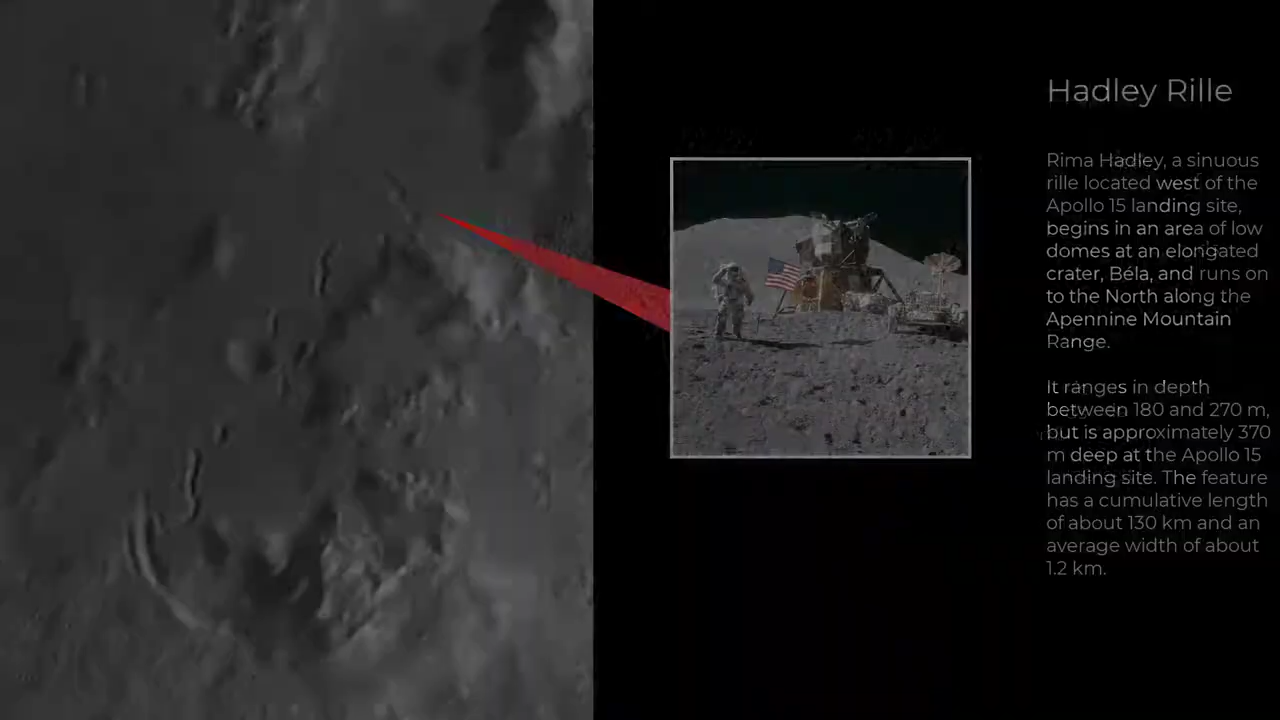 Hadley Rille
Rima Hadley, a sinuous
rille located west of the
Apollo 15 landing site,
begins in an area of low
domes at an elongated
crater, Béla, and runs on
to the North along the
Apennine Mountain
Range.
It ranges in depth
between 180 and 270 m,
but is approximately 370
m deep at the Apollo 15
landing site. The feature
has a cumulative length
of about 130 km and an
average width of about
1.2 km.